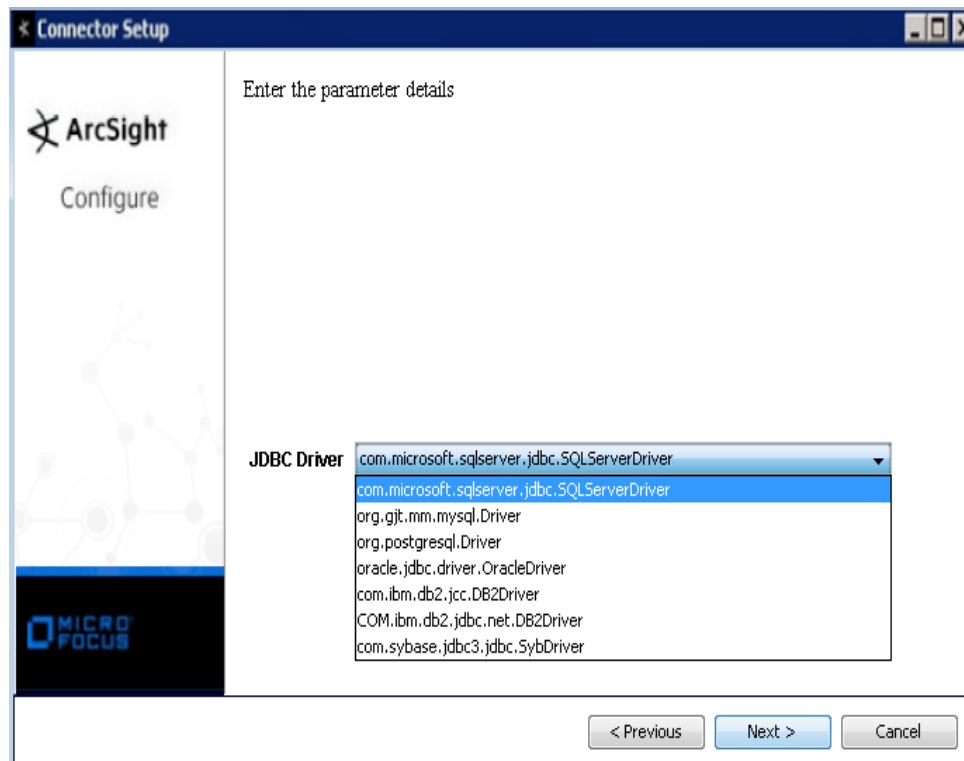 Connector Setup
Enter the parameter details
ArcSight
Configure
JDBC Driver com.microsoft.sqlserver.jdbc.SQLServerDriver
com.microsoft.sqlserver.jdbc.SQLServerDriver
org.gjt.mm.mysql.Driver
org.postgresql.Driver
oracle.jdbc.driver.OracleDriver
com.ibm.db2.jcc.DB2Driver
COM.ibm.db2.jdbc.net.DB2Driver
com.sybase.jdbc3.jdbc.SybDriver
MICRO
FOCUS
< Previous Next > Cancel